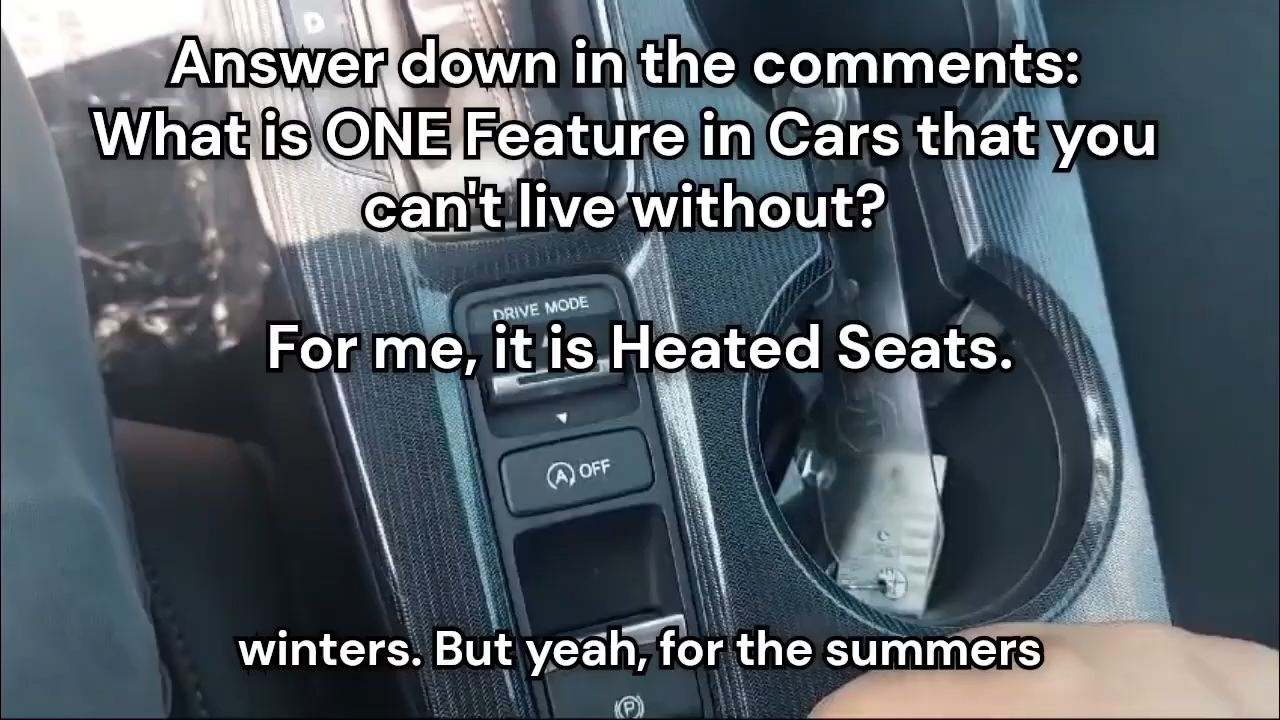 D
Answer down in the comments:
What is ONE Feature in Cars that you
can't live without?
DRIVE MODE
For me, it is Heated Seats.
A OFF
winters. But yeah, for the summers
P